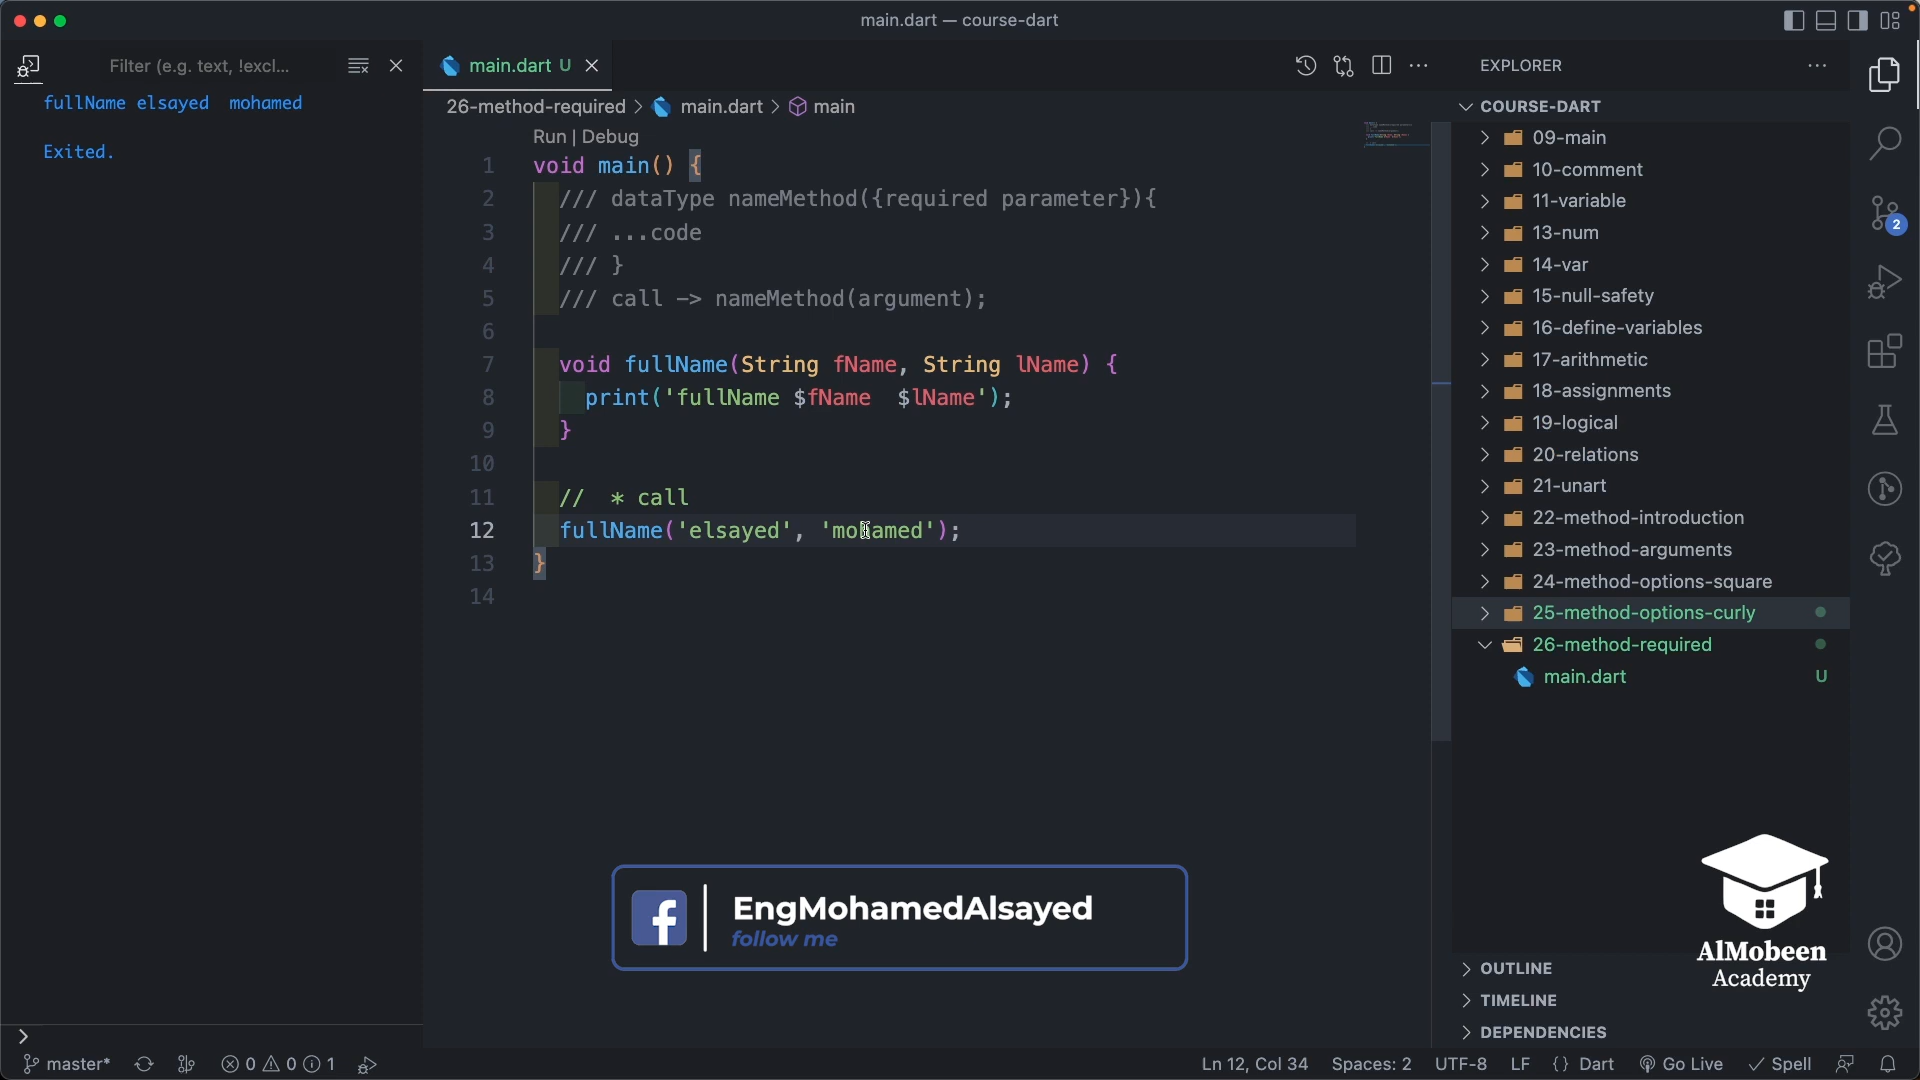 main.dart — course-dart
Filter (e.g. text, !excl...
fullName elsayed  mohamed
Exited.
main.dart U
26-method-required > main.dart > main
Run | Debug
1 void main() {
2 /// dataType nameMethod({required parameter}){
3 /// ...code
4 /// }
5 /// call -> nameMethod(argument);
6
7 void fullName(String fName, String lName) {
8 print('fullName $fName  $lName');
9 }
10
11 //  * call
12 fullName('elsayed', 'mohamed');
13 }
14
EXPLORER
COURSE-DART
09-main
10-comment
11-variable
13-num
14-var
15-null-safety
16-define-variables
17-arithmetic
18-assignments
19-logical
20-relations
21-unart
22-method-introduction
23-method-arguments
24-method-options-square
25-method-options-curly
26-method-required
main.dart U
2
EngMohamedAlsayed
follow me
AlMobeen
Academy
OUTLINE
TIMELINE
DEPENDENCIES
master* 0 0 1
Ln 12, Col 34 Spaces: 2 UTF-8 LF {} Dart Go Live Spell